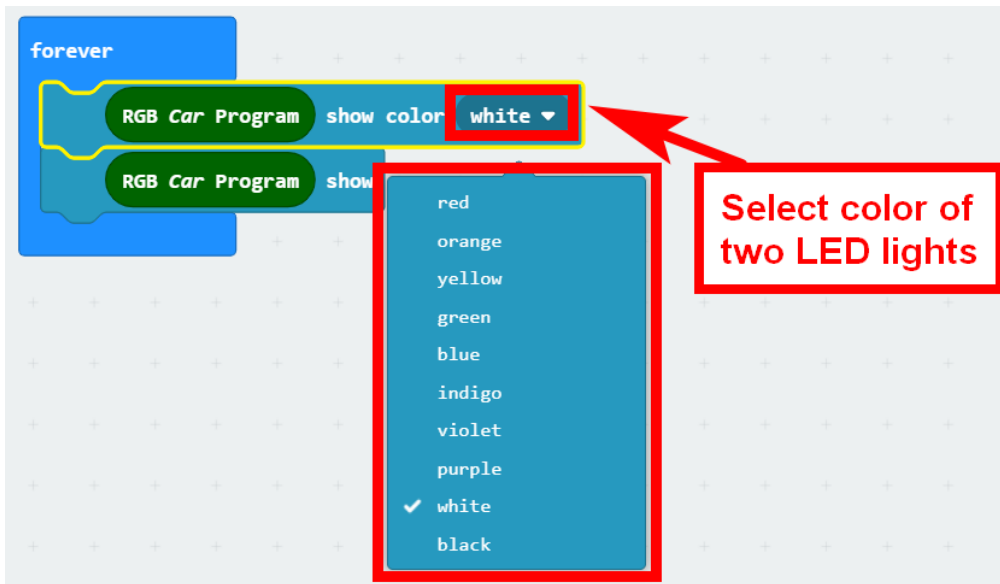 forever
RGB Car Program show color white
RGB Car Program show
Select color of
two LED lights
red
orange
yellow
green
blue
indigo
violet
purple
white
black